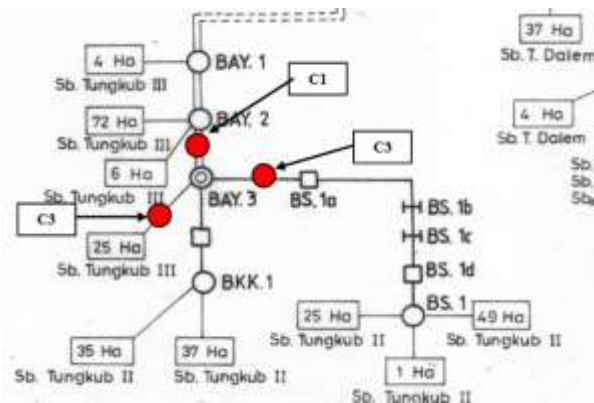 37 Ha
Sb. T. Dalem
4 Ha
BAY. 1
Sb. Tungkub III
C1
72 Ha
BAY. 2
Sb. Tungkub III
4 Ha
Sb. T. Dalem
C3
6 Ha
Sb. Tungkub III
BAY. 3
BS. 1a
Sb.
Sb.
C3
BS. 1b
25 Ha
BS. 1c
Sb. Tungkub III
BS. 1d
BKK. 1
BS. 1
25 Ha
49 Ha
Sb. Tungkub II
Sb. Tungkub II
35 Ha
37 Ha
1 Ha
Sb. Tungkub II
Sb. Tungkub II
Sb. Tungkub II